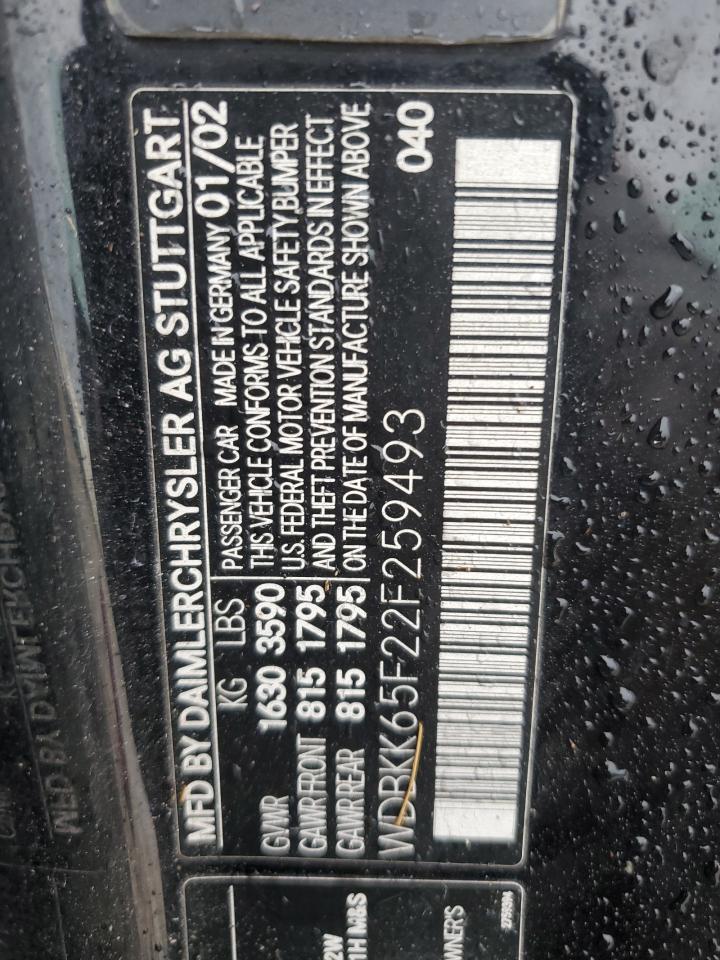 MFD BY DAIMLERCHRYSLER AG STUTTGART
KG LBS
GVWR 1630 3590
GAWR FRONT 815 1795
GAWR REAR 815 1795
PASSENGER CAR MADE IN GERMANY 01/02
THIS VEHICLE CONFORMS TO ALL APPLICABLE
U.S. FEDERAL MOTOR VEHICLE SAFETY, BUMPER
AND THEFT PREVENTION STANDARDS IN EFFECT
ON THE DATE OF MANUFACTURE SHOWN ABOVE
WDBKK65F22F259493
040
M&S